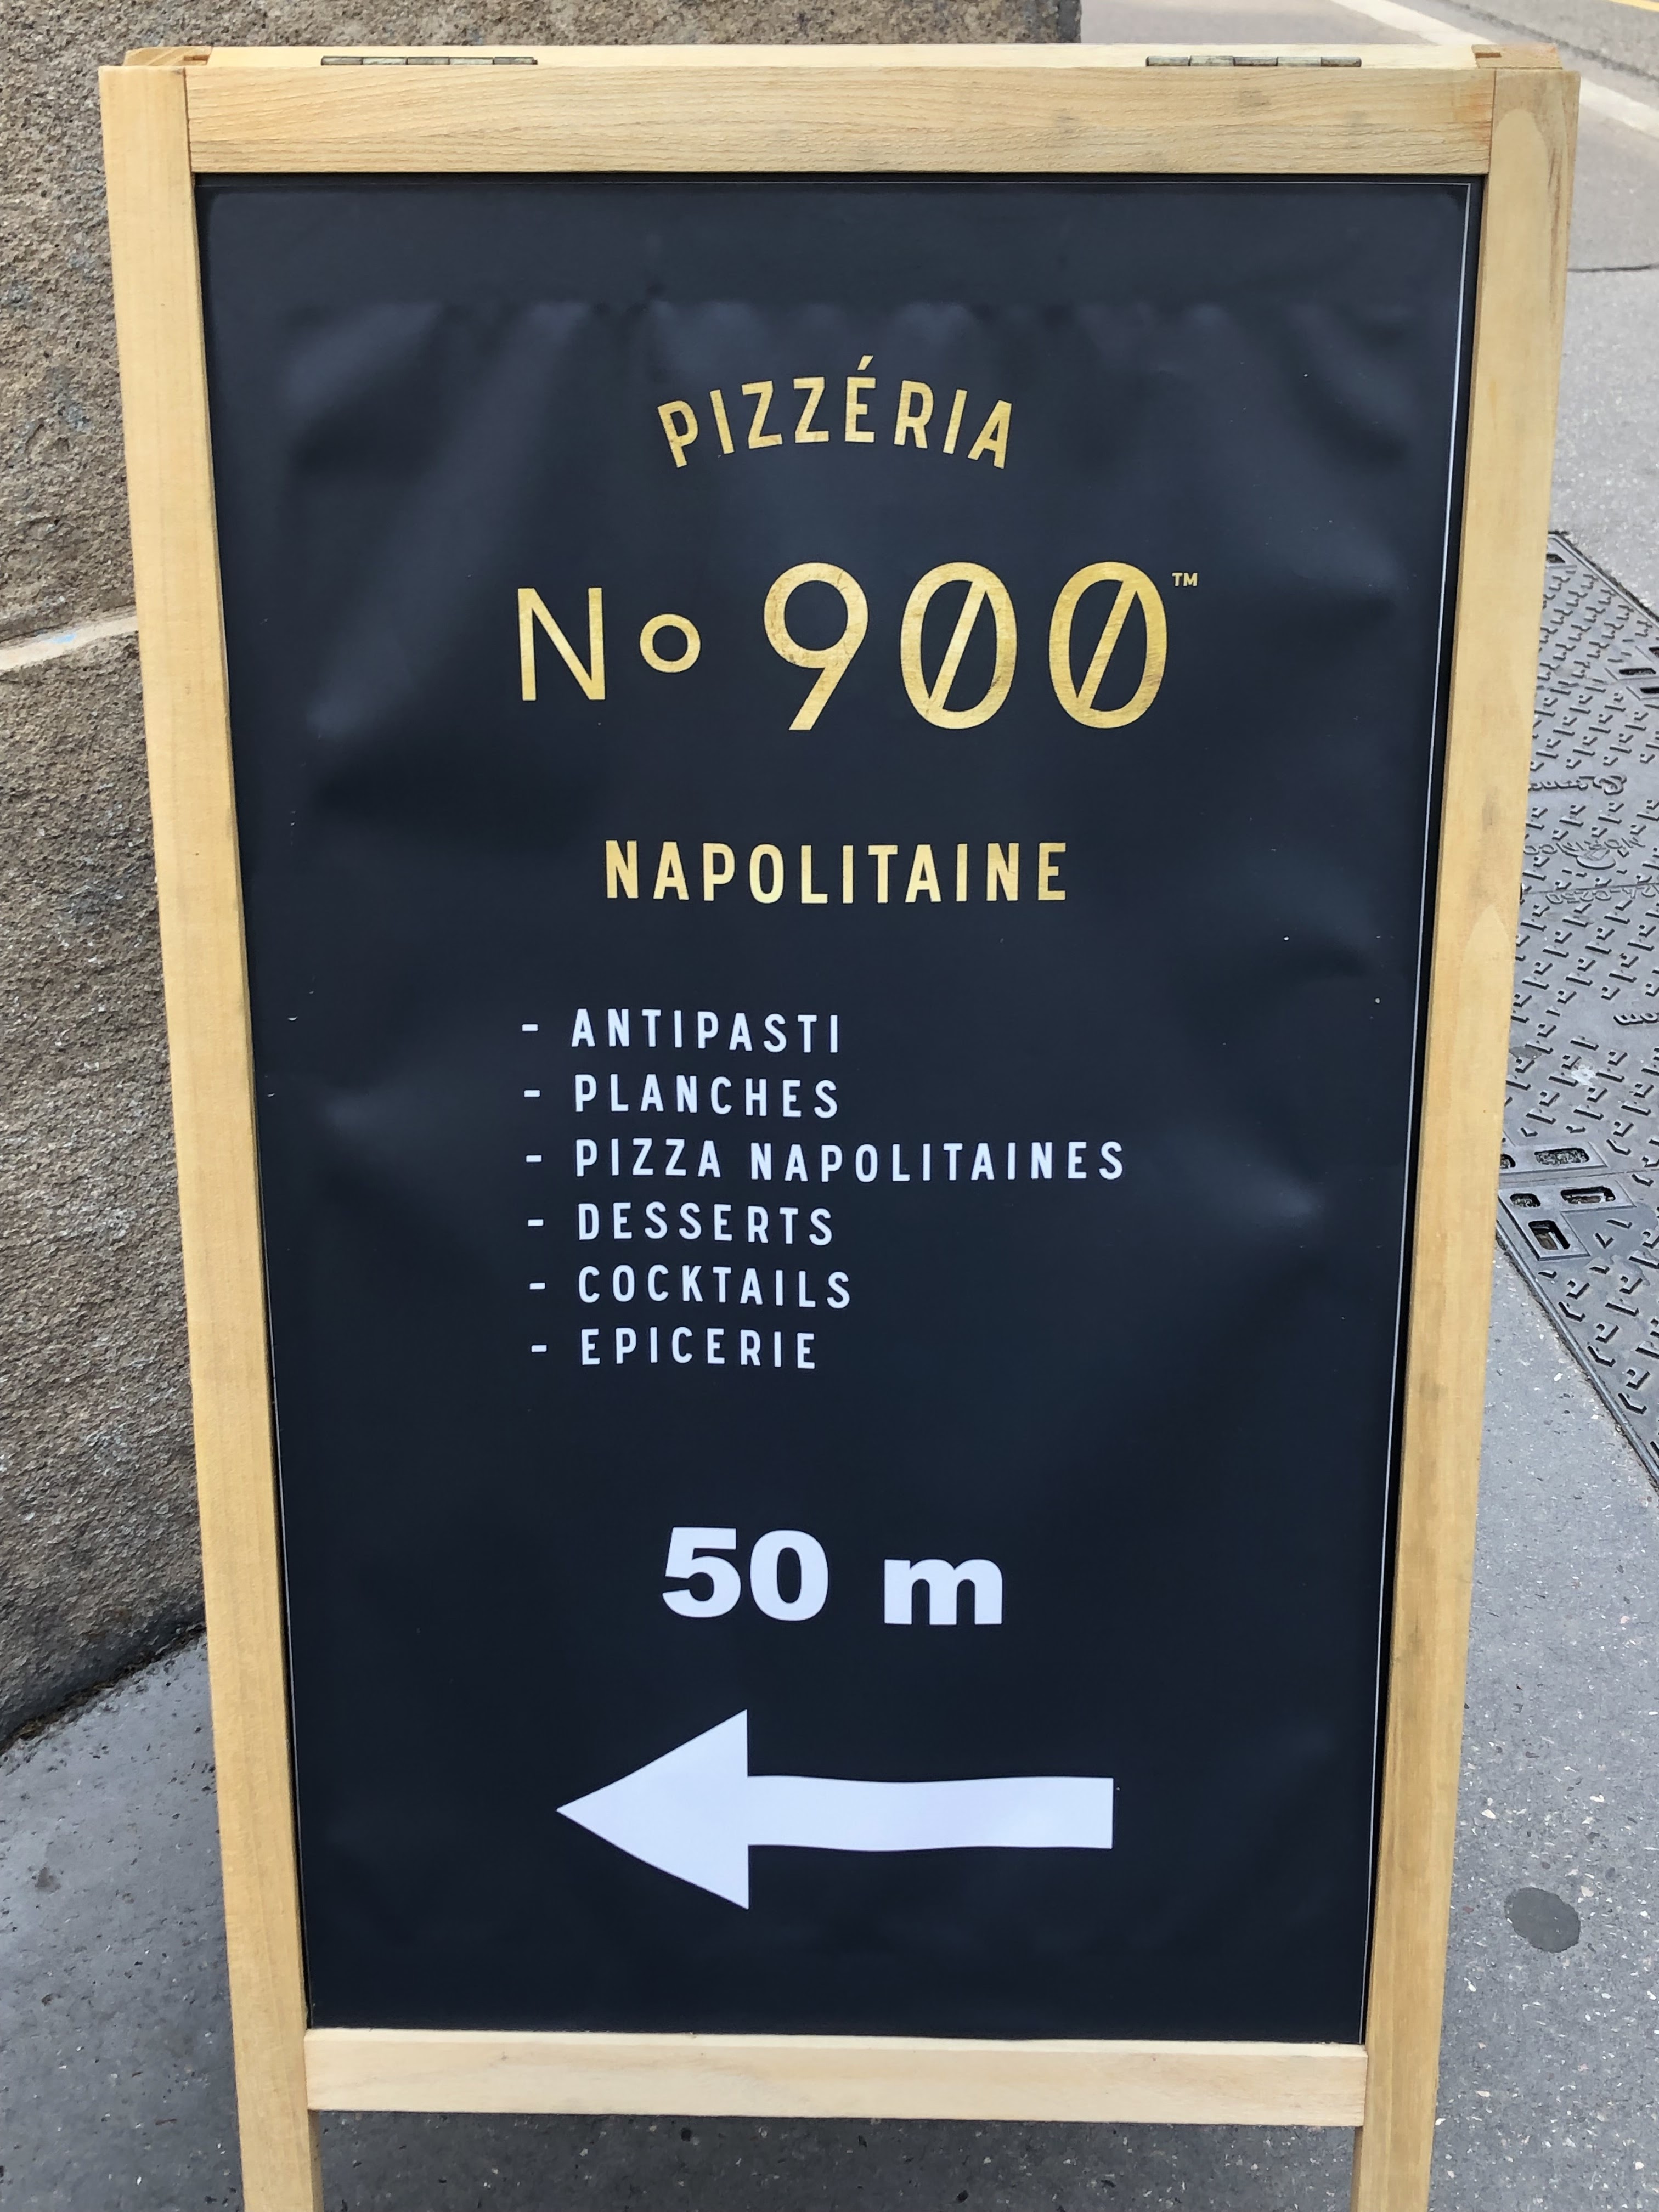 PIZZÉRIA
No 900™
NAPOLITAINE
- ANTIPASTI
- PLANCHES
- PIZZA NAPOLITAINES
- DESSERTS
- COCKTAILS
- EPICERIE
50 m